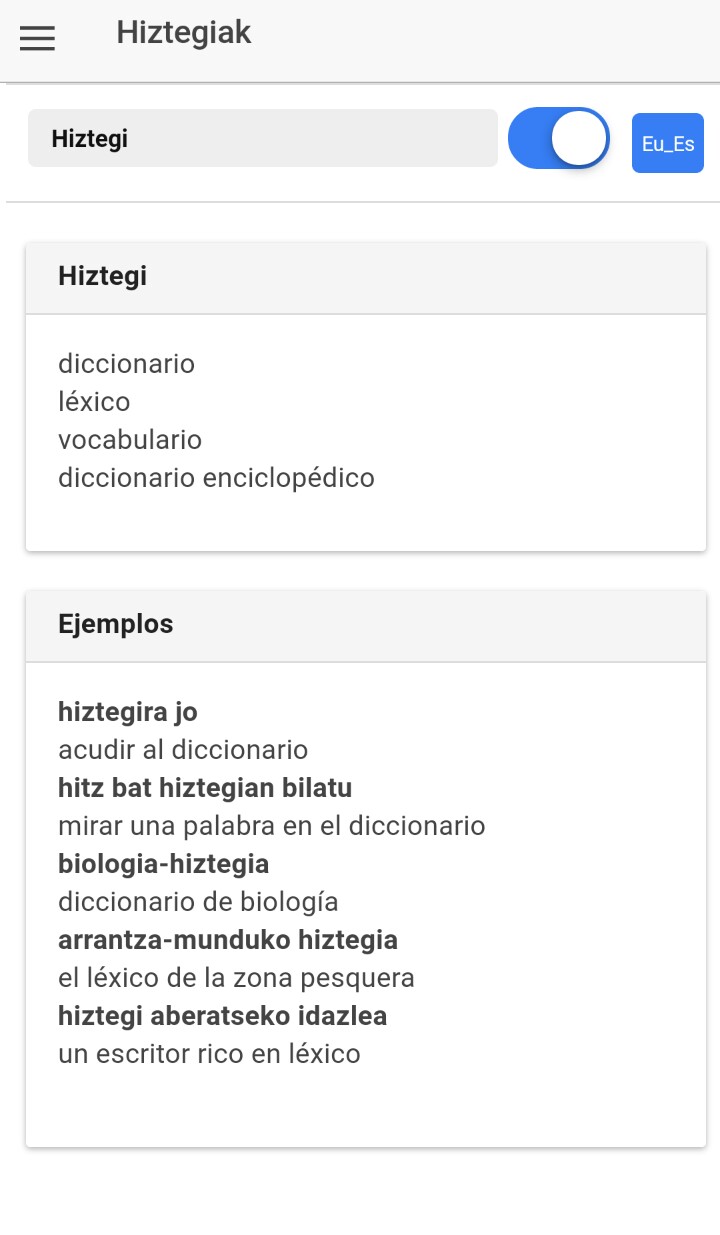 Hiztegiak
Hiztegi
Eu_Es
Hiztegi
diccionario
léxico
vocabulario
diccionario enciclopédico
Ejemplos
hiztegira jo
acudir al diccionario
hitz bat hiztegian bilatu
mirar una palabra en el diccionario
biologia-hiztegia
diccionario de biología
arrantza-munduko hiztegia
el léxico de la zona pesquera
hiztegi aberatseko idazlea
un escritor rico en léxico